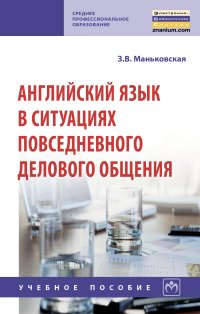 СРЕДНЕЕ
ПРОФЕССИОНАЛЬНОЕ
ОБРАЗОВАНИЕ
znanium.com
З.В. Маньковская
АНГЛИЙСКИЙ ЯЗЫК
В СИТУАЦИЯХ
ПОВСЕДНЕВНОГО
ДЕЛОВОГО ОБЩЕНИЯ
УЧЕБНОЕ ПОСОБИЕ